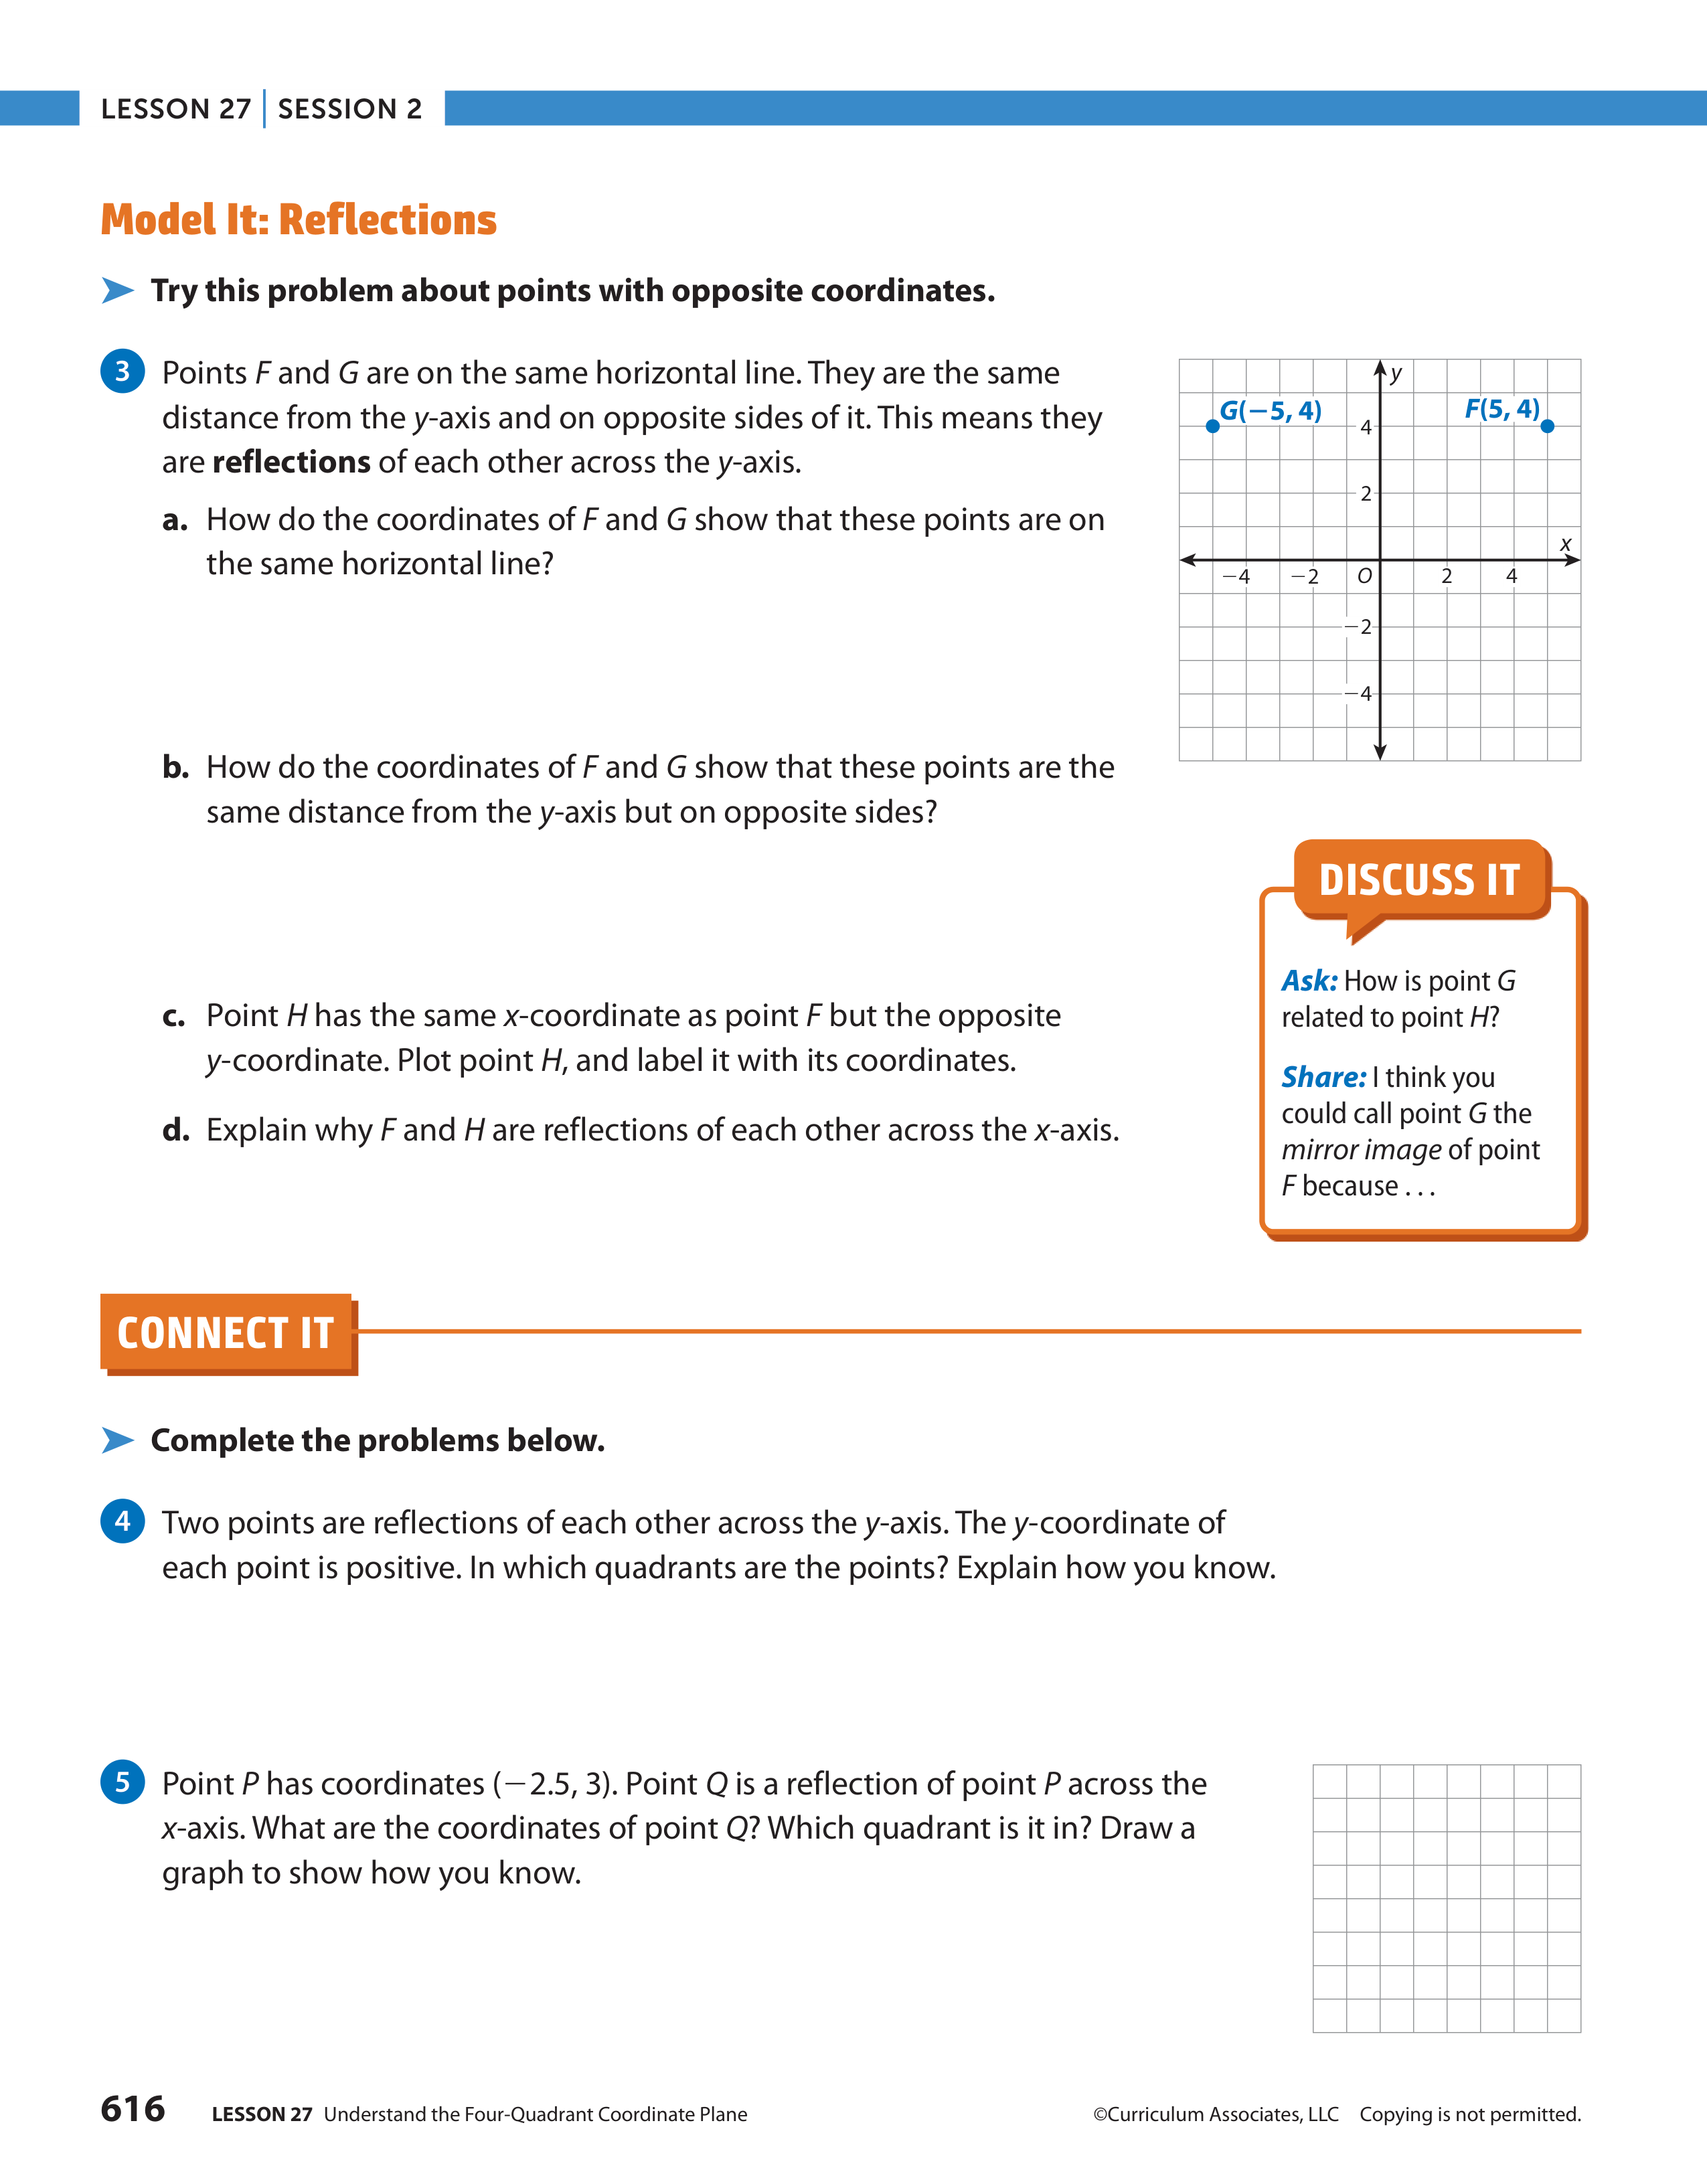 LESSON 27 | SESSION 2
Model It: Reflections
Try this problem about points with opposite coordinates.
3 Points F and G are on the same horizontal line. They are the same
distance from the y-axis and on opposite sides of it. This means they
are reflections of each other across the y-axis.
a. How do the coordinates of F and G show that these points are on
the same horizontal line?
y
G(−5, 4)
F(5, 4)
4
2
x
−4 −2 O 2 4
−2
−4
b. How do the coordinates of F and G show that these points are the
same distance from the y-axis but on opposite sides?
c. Point H has the same x-coordinate as point F but the opposite
y-coordinate. Plot point H, and label it with its coordinates.
d. Explain why F and H are reflections of each other across the x-axis.
DISCUSS IT
Ask: How is point G
related to point H?
Share: I think you
could call point G the
mirror image of point
F because . . .
CONNECT IT
Complete the problems below.
4 Two points are reflections of each other across the y-axis. The y-coordinate of
each point is positive. In which quadrants are the points? Explain how you know.
5 Point P has coordinates (−2.5, 3). Point Q is a reflection of point P across the
x-axis. What are the coordinates of point Q? Which quadrant is it in? Draw a
graph to show how you know.
616 LESSON 27 Understand the Four-Quadrant Coordinate Plane
©Curriculum Associates, LLC Copying is not permitted.